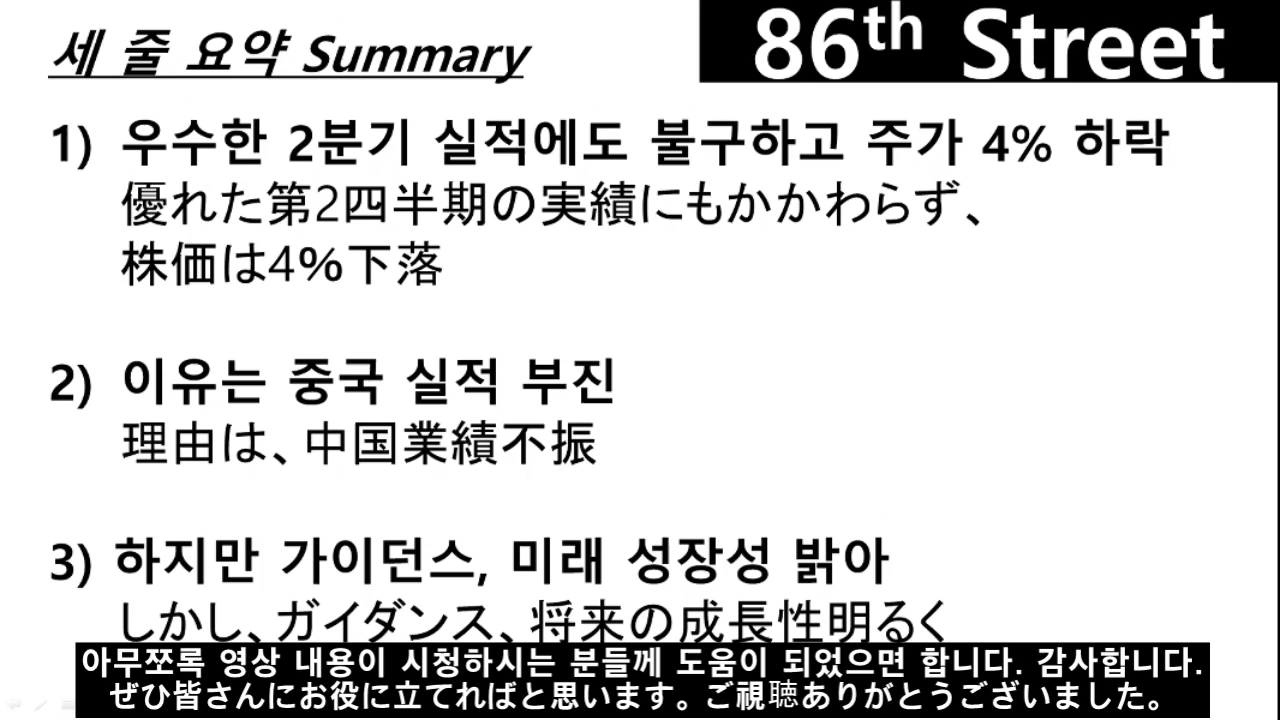 세 줄 요약 Summary
86th Street
1) 우수한 2분기 실적에도 불구하고 주가 4% 하락
優れた第2四半期の実績にもかかわらず、
株価は4%下落
2) 이유는 중국 실적 부진
理由は、中国業績不振
3) 하지만 가이던스, 미래 성장성 밝아
しかし、ガイダンス、将来の成長性明るく
아무쪼록 영상 내용이 시청하시는 분들께 도움이 되었으면 합니다. 감사합니다.
ぜひ皆さんにお役に立てればと思います。ご視聴ありがとうございました。